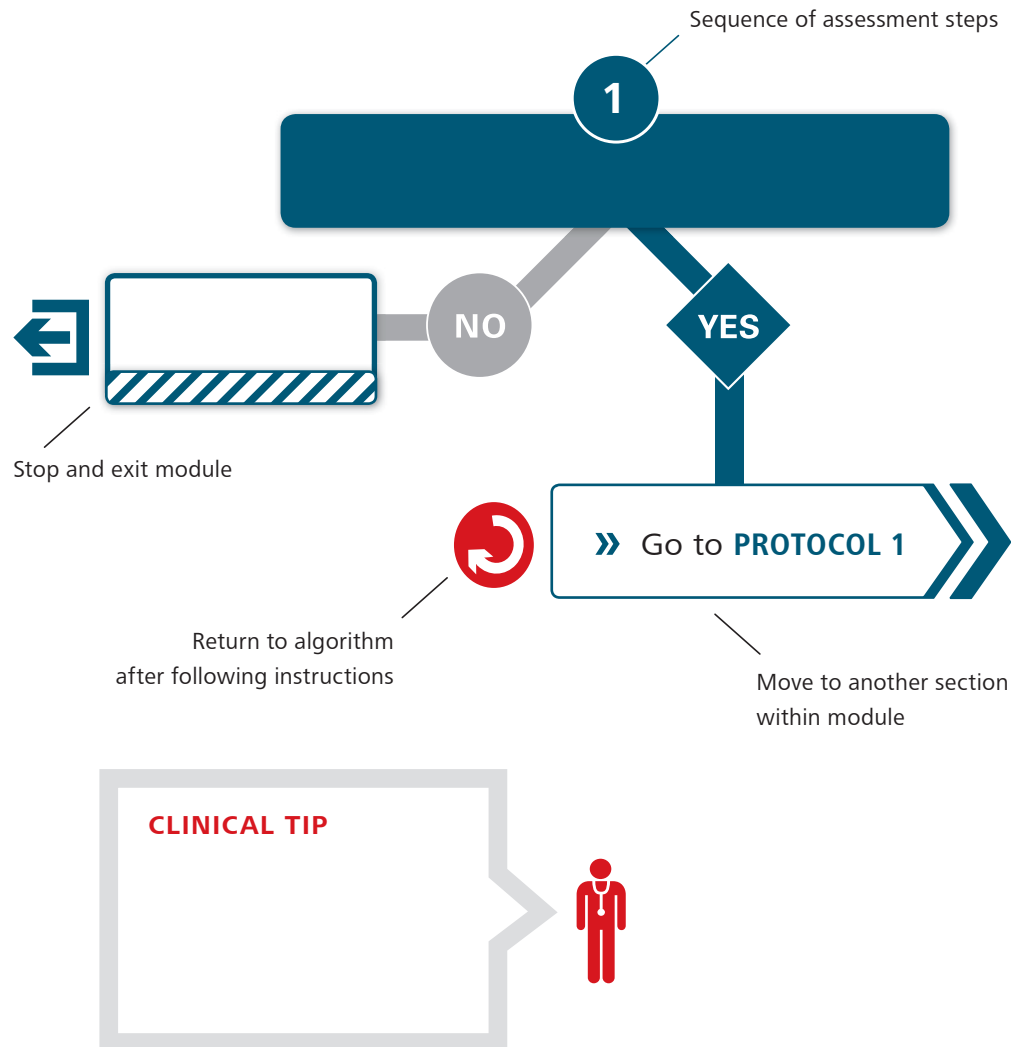 Sequence of assessment steps
1
NO
YES
Stop and exit module
» Go to PROTOCOL 1
Return to algorithm
after following instructions
Move to another section
within module
CLINICAL TIP